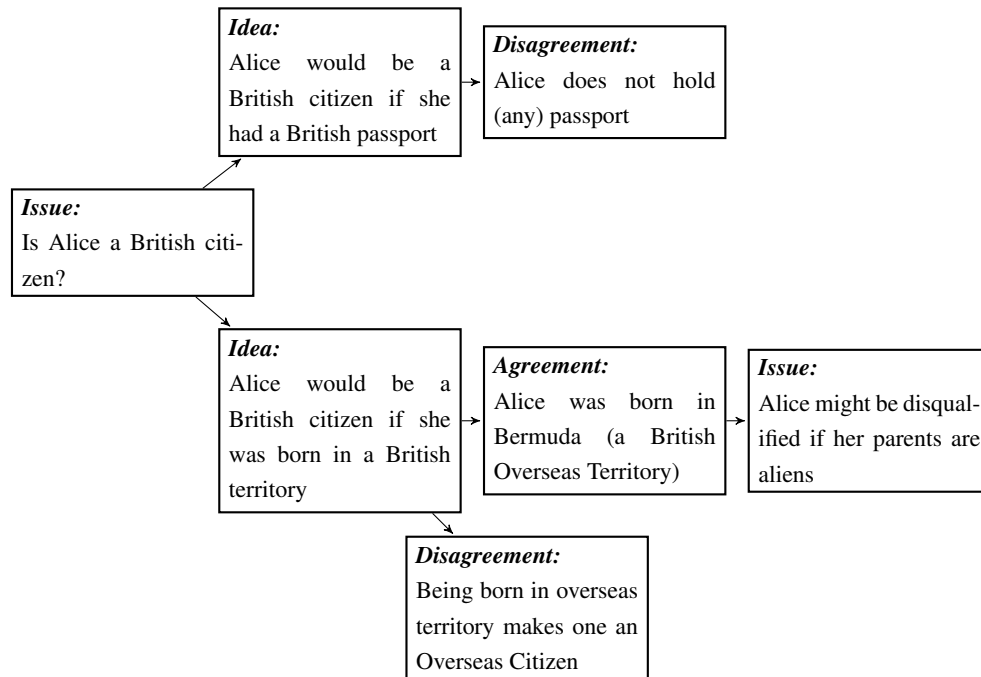 Idea:
Alice would be a
British citizen if she
had a British passport
Disagreement:
Alice does not hold
(any) passport
Issue:
Is Alice a British citi-
zen?
Idea:
Alice would be a
British citizen if she
was born in a British
territory
Agreement:
Alice was born in
Bermuda (a British
Overseas Territory)
Issue:
Alice might be disqual-
ified if her parents are
aliens
Disagreement:
Being born in overseas
territory makes one an
Overseas Citizen